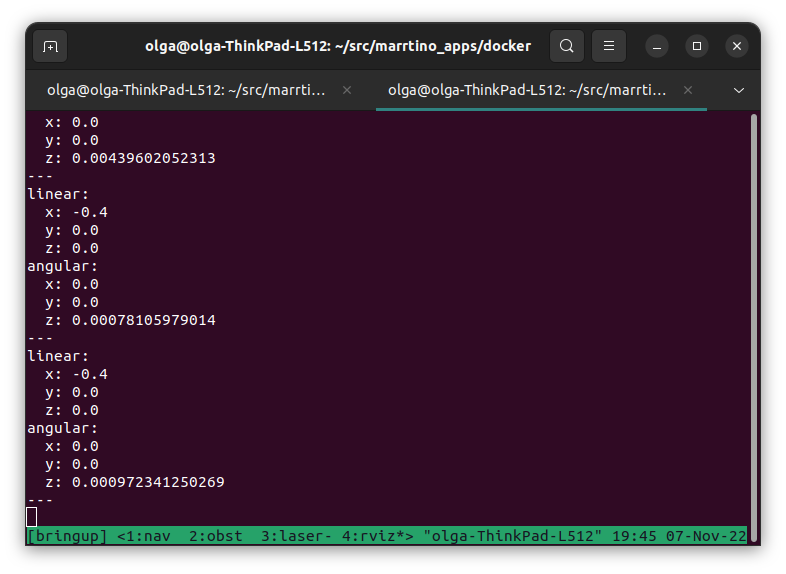 olga@olga-ThinkPad-L512: ~/src/marrtino_apps/docker
olga@olga-ThinkPad-L512: ~/src/marrti...
olga@olga-ThinkPad-L512: ~/src/marrti...
  x: 0.0
  y: 0.0
  z: 0.00439602052313
---
linear:
  x: -0.4
  y: 0.0
  z: 0.0
angular:
  x: 0.0
  y: 0.0
  z: 0.00078105979014
---
linear:
  x: -0.4
  y: 0.0
  z: 0.0
angular:
  x: 0.0
  y: 0.0
  z: 0.000972341250269
---
[bringup] <1:nav  2:obst  3:laser- 4:rviz*> "olga-ThinkPad-L512" 19:45 07-Nov-22